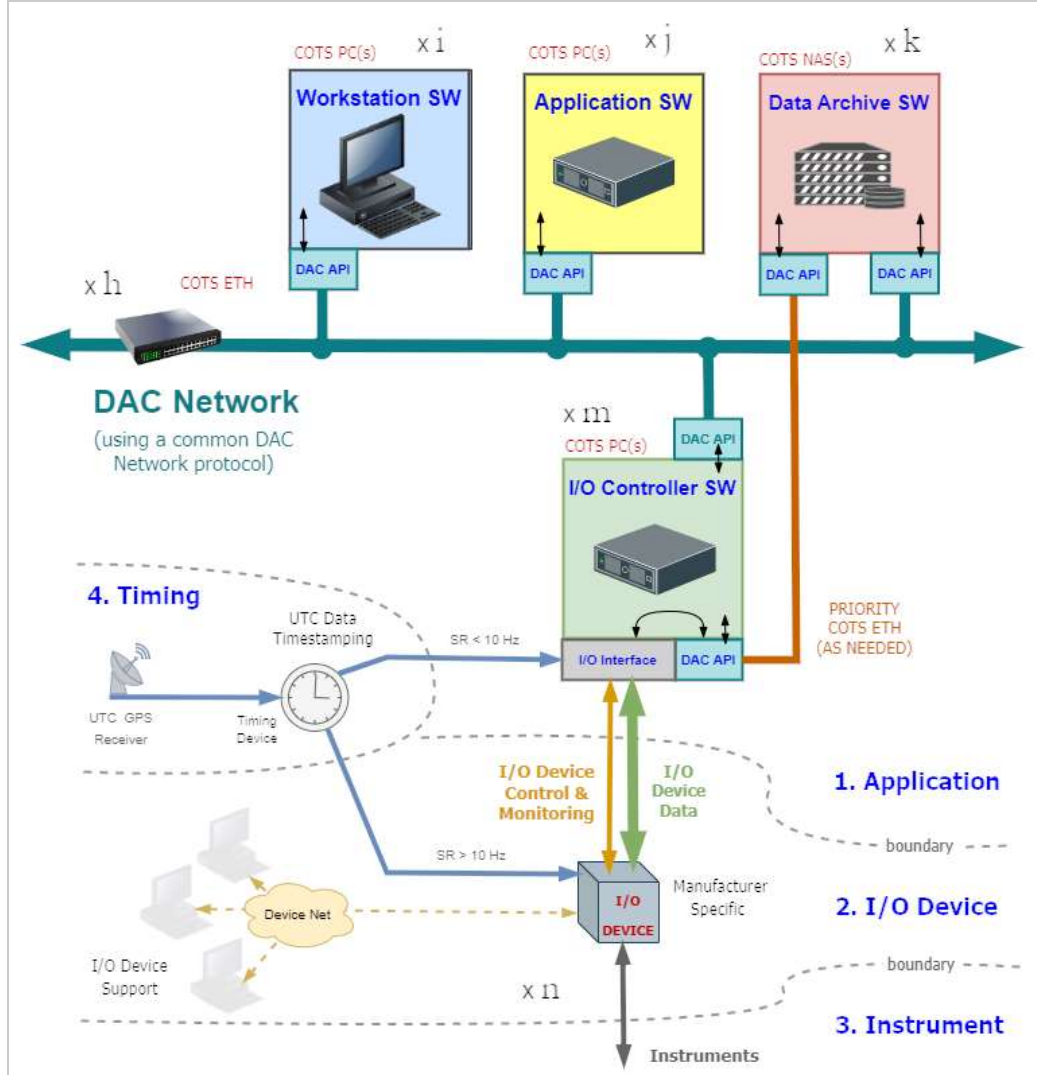 x i
x j
x k
COTS PC(s)
COTS PC(s)
COTS NAS(s)
Workstation SW
Application SW
Data Archive SW
DAC API
DAC API
DAC API
DAC API
x h
COTS ETH
DAC Network
(using a common DAC
Network protocol)
x m
COTS PC(s)
DAC API
I/O Controller SW
4. Timing
UTC Data
Timestamping
SR < 10 Hz
I/O Interface
DAC API
PRIORITY
COTS ETH
(AS NEEDED)
UTC GPS
Receiver
Timing
Device
I/O Device
Control &
Monitoring
I/O
Device
Data
1. Application
boundary
SR > 10 Hz
Manufacturer
Specific
I/O
DEVICE
2. I/O Device
Device Net
I/O Device
Support
boundary
x n
3. Instrument
Instruments